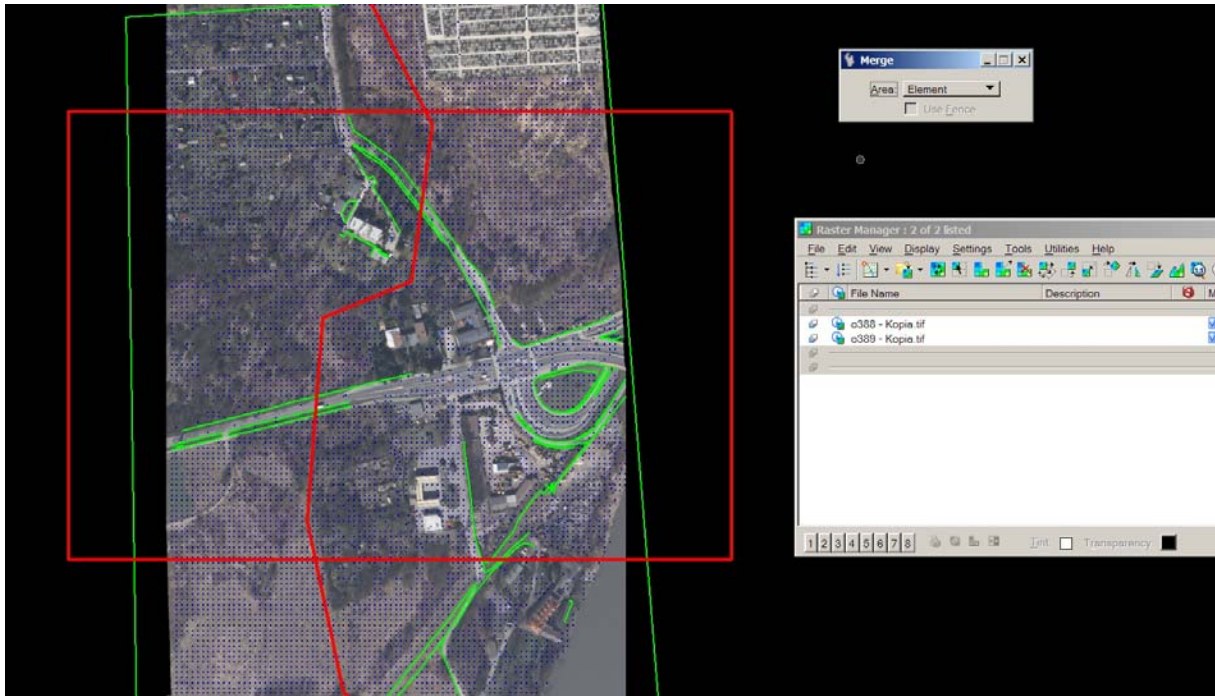 Merge
Area: Element
Use Fence
Raster Manager : 2 of 2 listed
File Edit View Display Settings Tools Utilities Help
File Name Description M
o388 - Kopia.tif
o389 - Kopia.tif
1 2 3 4 5 6 7 8 Tint Transparency